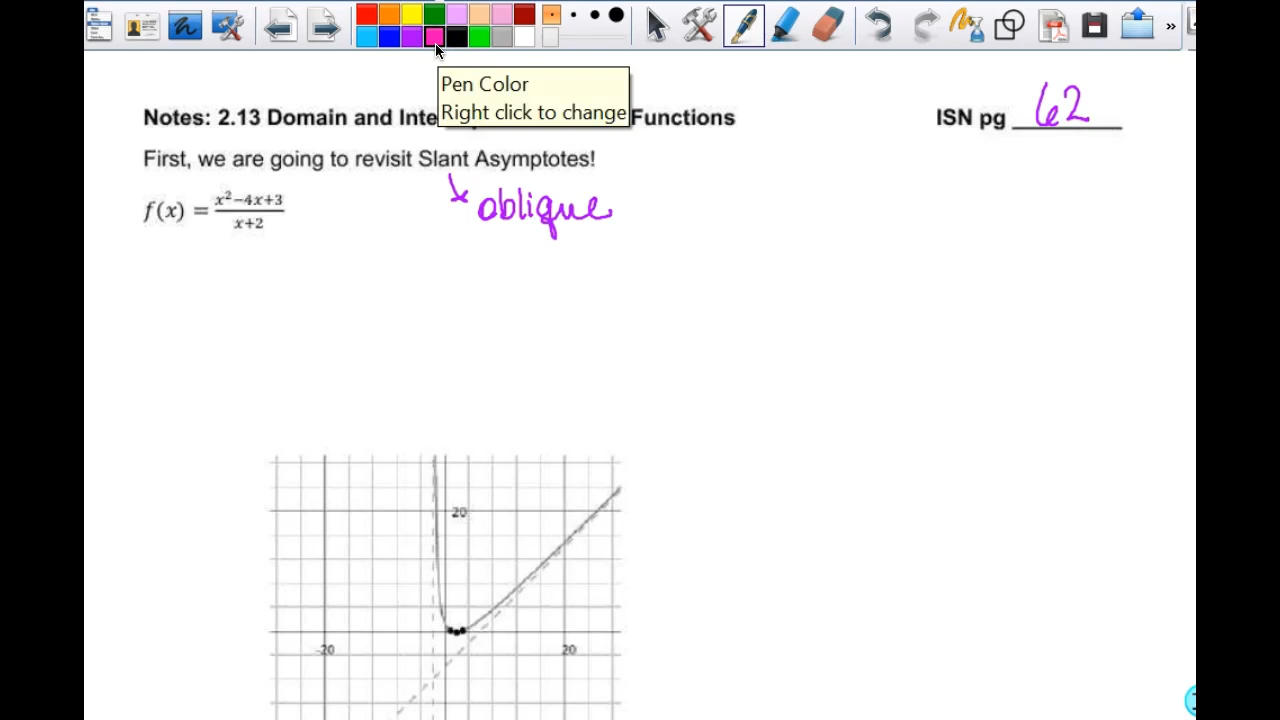 Pen Color
Right click to change
Notes: 2.13 Domain and Inte Functions
ISN pg 62
First, we are going to revisit Slant Asymptotes!
f(x) = x²−4x+3 / x+2
oblique
20
-20
20